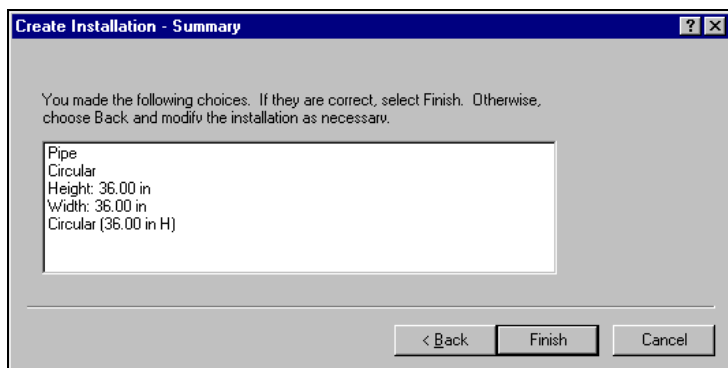 Create Installation - Summary
? X
You made the following choices. If they are correct, select Finish. Otherwise,
choose Back and modify the installation as necessary.
Pipe
Circular
Height: 36.00 in
Width: 36.00 in
Circular (36.00 in H)
< Back
Finish
Cancel